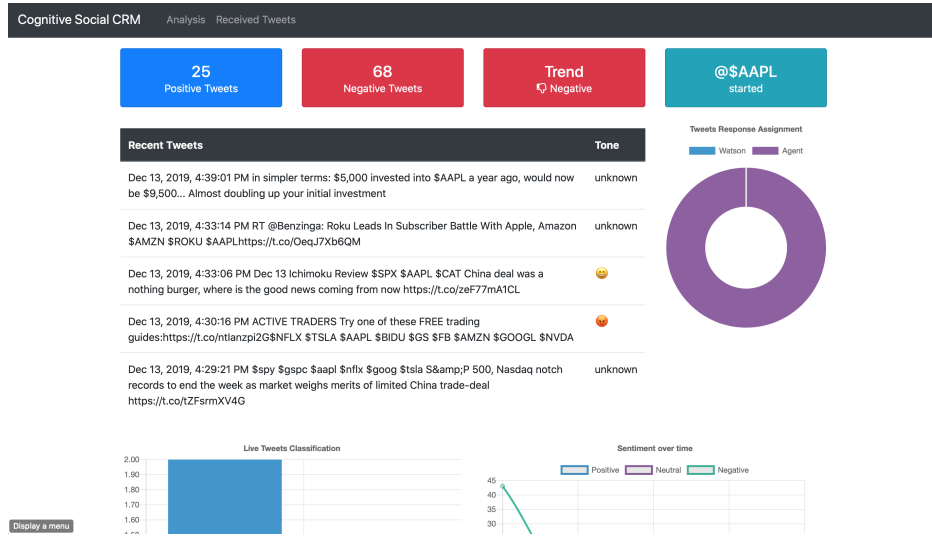 Cognitive Social CRM Analysis Received Tweets
25
Positive Tweets
68
Negative Tweets
Trend
Negative
@$AAPL
started
Recent Tweets Tone
Dec 13, 2019, 4:39:01 PM in simpler terms: $5,000 invested into $AAPL a year ago, would now unknown
be $9,500... Almost doubling up your initial investment
Dec 13, 2019, 4:33:14 PM RT @Benzinga: Roku Leads In Subscriber Battle With Apple, Amazon unknown
$AMZN $ROKU $AAPLhttps://t.co/OeqJ7Xb6QM
Dec 13, 2019, 4:33:06 PM Dec 13 Ichimoku Review $SPX $AAPL $CAT China deal was a
nothing burger, where is the good news coming from now https://t.co/zeF77mA1CL
Dec 13, 2019, 4:30:16 PM ACTIVE TRADERS Try one of these FREE trading
guides:https://t.co/ntlanzpi2G$NFLX $TSLA $AAPL $BIDU $GS $FB $AMZN $GOOGL $NVDA
Dec 13, 2019, 4:29:21 PM $spy $gspc $aapl $nflx $goog $tsla S&amp;P 500, Nasdaq notch unknown
records to end the week as market weighs merits of limited China trade-deal
https://t.co/tZFsrmXV4G
Tweets Response Assignment
Watson Agent
Live Tweets Classification
2.00
1.90
1.80
1.70
1.60
Sentiment over time
Positive Neutral Negative
45
40
35
30
Display a menu